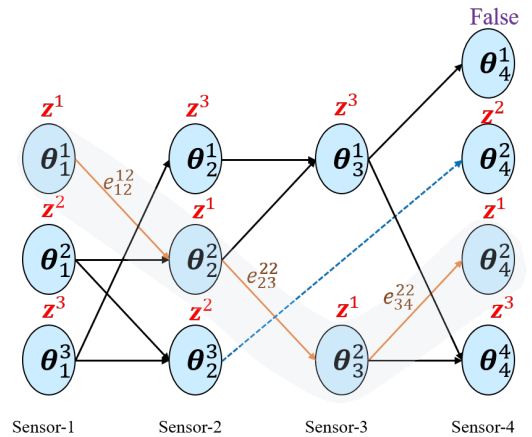 False
θ₄¹
z¹ z³ z³ z²
θ₁¹ θ₂¹ θ₃¹ θ₄²
e₁₂¹²
z² z¹ z¹
θ₁² θ₂² θ₄²
e₂₃²² e₃₄²²
z³ z² z¹ z³
θ₁³ θ₂³ θ₃² θ₄⁴
Sensor-1 Sensor-2 Sensor-3 Sensor-4